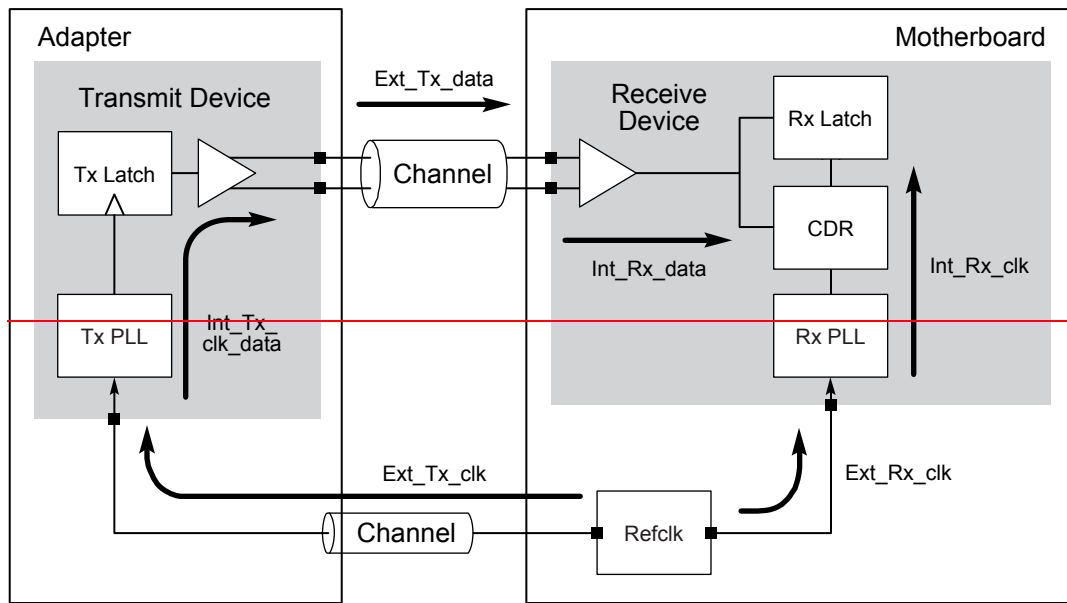 Adapter
Motherboard
Transmit Device
Ext_Tx_data
Receive
Device
Rx Latch
Tx Latch
Channel
CDR
Int_Rx_data
Int_Rx_clk
Tx PLL
Int_Tx_
clk_data
Rx PLL
Ext_Tx_clk
Ext_Rx_clk
Channel
Refclk